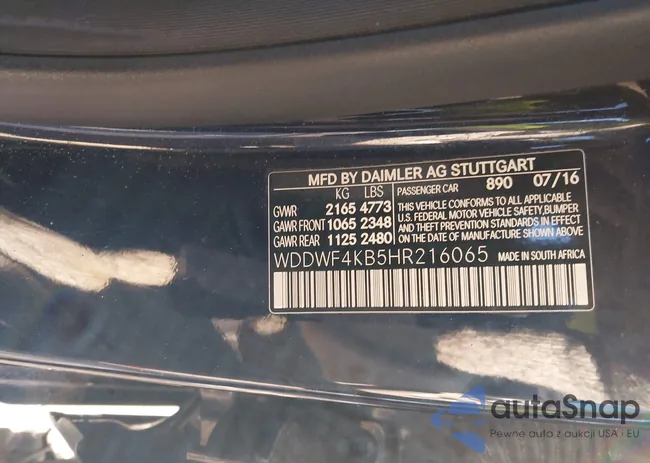 MFD BY DAIMLER AG STUTTGART
KG LBS
GVWR 2165 4773
GAWR FRONT 1065 2348
GAWR REAR 1125 2480
PASSENGER CAR 890 07/16
THIS VEHICLE CONFORMS TO ALL APPLICABLE
U.S. FEDERAL MOTOR VEHICLE SAFETY, BUMPER
AND THEFT PREVENTION STANDARDS IN EFFECT
ON THE DATE OF MANUFACTURE SHOWN ABOVE.
WDDWF4KB5HR216065 MADE IN SOUTH AFRICA
autaSnap
Pewne auta z aukcji USA i EU